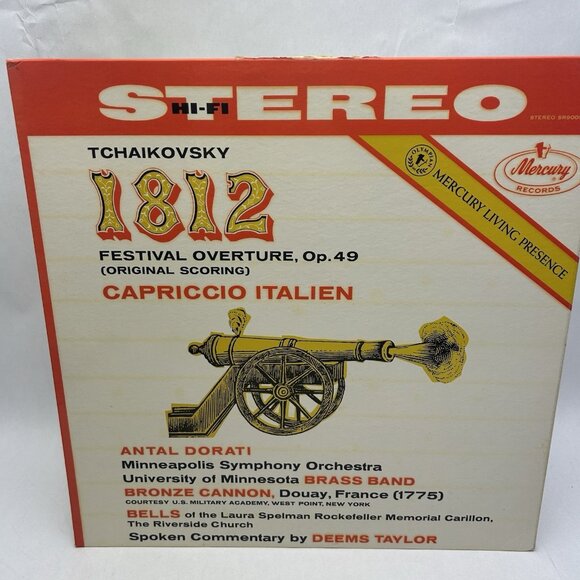 STEREO
HI-FI
STEREO
TCHAIKOVSKY
1812
FESTIVAL OVERTURE, Op. 49
(ORIGINAL SCORING)
CAPRICCIO ITALIEN
OLYMPIAN
MERCURY LIVING PRESENCE
Mercury
RECORDS
ANTAL DORATI
Minneapolis Symphony Orchestra
University of Minnesota BRASS BAND
BRONZE CANNON, Douay, France (1775)
COURTESY U.S. MILITARY ACADEMY, WEST POINT, NEW YORK
BELLS of the Laura Spelman Rockefeller Memorial Carillon,
The Riverside Church
Spoken Commentary by DEEMS TAYLOR